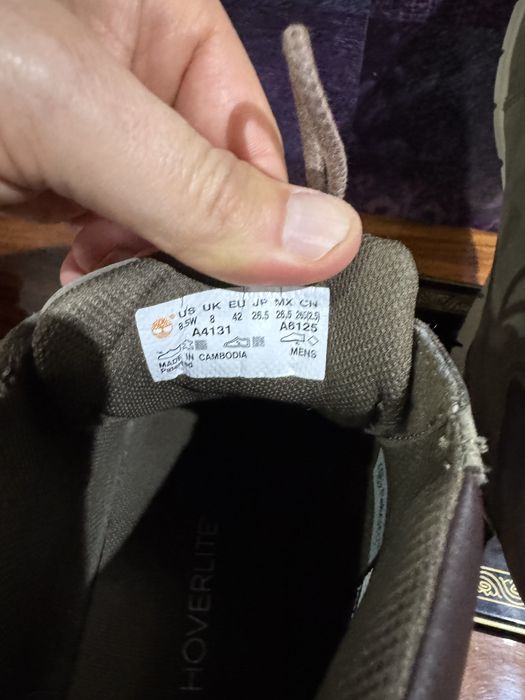 US UK EU JP MX CN
8.5W 8 42 26.5 26.5 265(2.5)
A4131 A6125
MADE IN CAMBODIA MENS
HOVERLITE